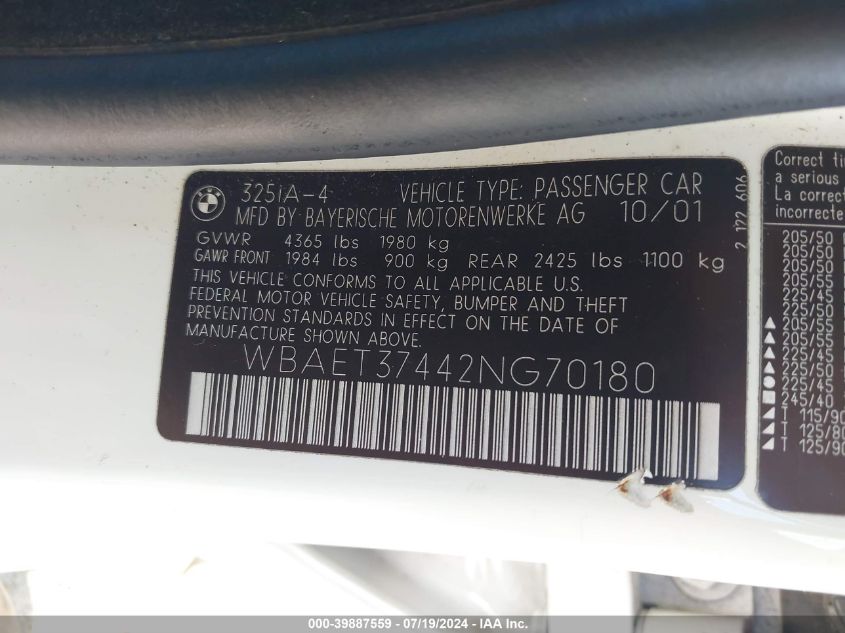 BMW
325iA-4 VEHICLE TYPE: PASSENGER CAR
MFD BY BAYERISCHE MOTORENWERKE AG 10/01
GVWR 4365 lbs 1980 kg
GAWR FRONT 1984 lbs 900 kg REAR 2425 lbs 1100 kg
THIS VEHICLE CONFORMS TO ALL APPLICABLE U.S.
FEDERAL MOTOR VEHICLE SAFETY, BUMPER AND THEFT
PREVENTION STANDARDS IN EFFECT ON THE DATE OF
MANUFACTURE SHOWN ABOVE.
WBAET37442NG70180
2 122 606
Correct ti
a serious
La correc
incorrecte
205/50
205/50
205/50
205/55
225/45
225/50
205/55
205/55
225/45
225/50
225/45
245/40
T 115/90
T 125/80
T 125/90
000-39887559 - 07/19/2024 - IAA Inc.